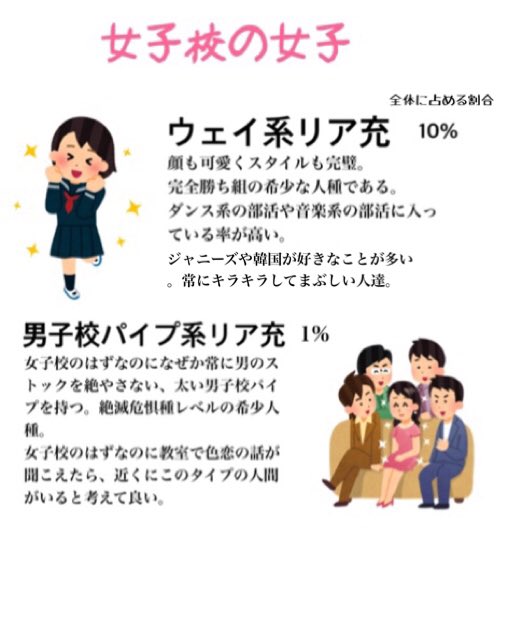 女子校の女子
全体に占める割合
ウェイ系リア充 10%
顔も可愛くスタイルも完璧。
完全勝ち組の希少な人種である。
ダンス系の部活や音楽系の部活に入っ
ている率が高い。
ジャニーズや韓国が好きなことが多い
。常にキラキラしてまぶしい人達。
男子校パイプ系リア充 1%
女子校のはずなのになぜか常に男のス
トックを絶やさない、太い男子校パイ
プを持つ。絶滅危惧種レベルの希少人
種。
女子校のはずなのに教室で色恋の話が
聞こえたら、近くにこのタイプの人間
がいると考えて良い。